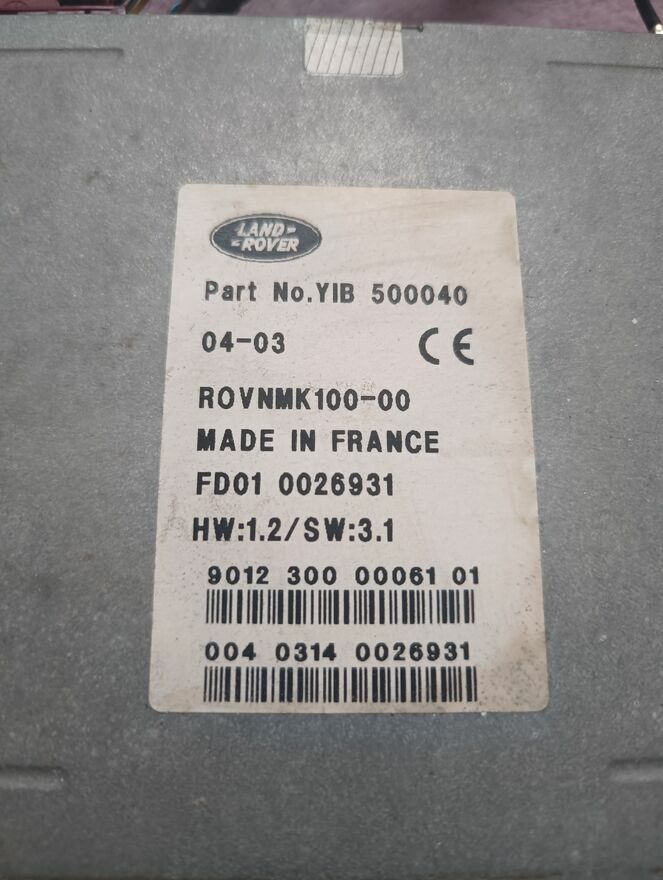 LAND-
-ROVER
Part No.YIB 500040
04-03 CE
ROVNMK100-00
MADE IN FRANCE
FD01 0026931
HW:1.2/SW:3.1
9012 300 00061 01
004 0314 0026931